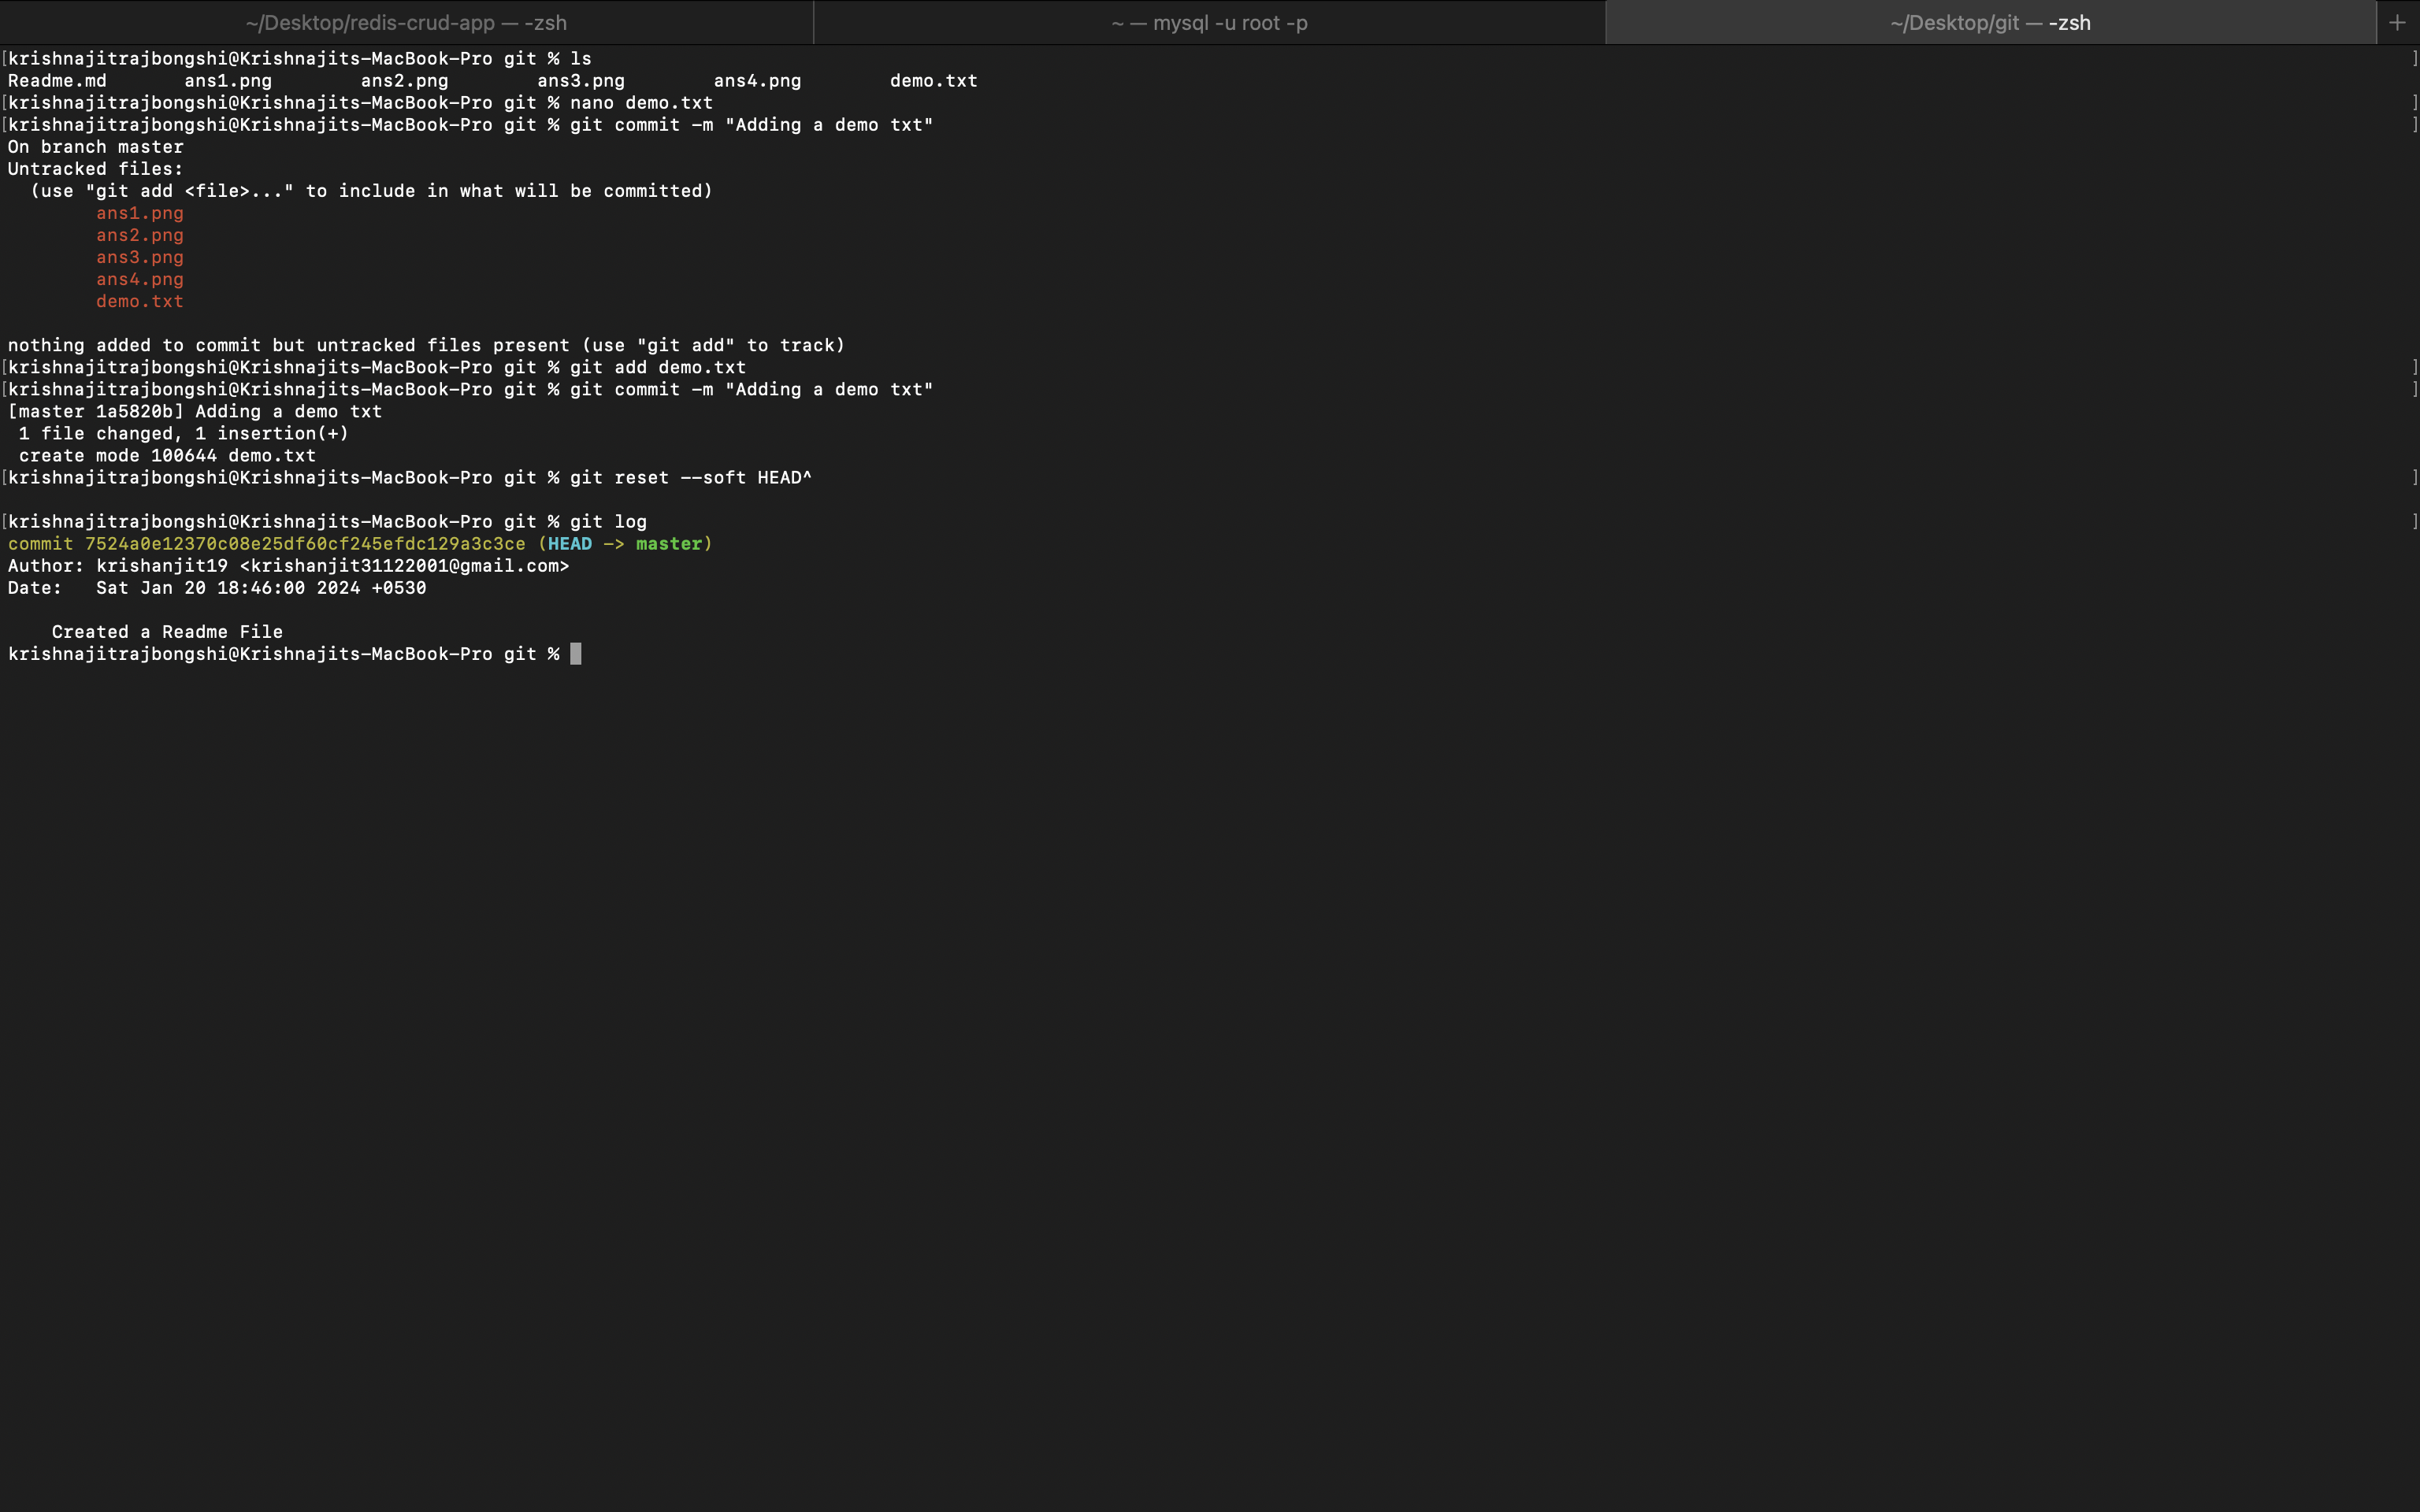 ~/Desktop/redis-crud-app — -zsh
~ — mysql -u root -p
~/Desktop/git — -zsh
+
[krishnajitrajbongshi@Krishnajits-MacBook-Pro git % ls ]
Readme.md ans1.png ans2.png ans3.png ans4.png demo.txt
[krishnajitrajbongshi@Krishnajits-MacBook-Pro git % nano demo.txt ]
[krishnajitrajbongshi@Krishnajits-MacBook-Pro git % git commit -m "Adding a demo txt" ]
On branch master
Untracked files:
  (use "git add <file>..." to include in what will be committed)
        ans1.png
        ans2.png
        ans3.png
        ans4.png
        demo.txt
nothing added to commit but untracked files present (use "git add" to track)
[krishnajitrajbongshi@Krishnajits-MacBook-Pro git % git add demo.txt ]
[krishnajitrajbongshi@Krishnajits-MacBook-Pro git % git commit -m "Adding a demo txt" ]
[master 1a5820b] Adding a demo txt
 1 file changed, 1 insertion(+)
 create mode 100644 demo.txt
[krishnajitrajbongshi@Krishnajits-MacBook-Pro git % git reset --soft HEAD^ ]
[krishnajitrajbongshi@Krishnajits-MacBook-Pro git % git log ]
commit 7524a0e12370c08e25df60cf245efdc129a3c3ce (HEAD -> master)
Author: krishanjit19 <krishanjit31122001@gmail.com>
Date:   Sat Jan 20 18:46:00 2024 +0530
    Created a Readme File
krishnajitrajbongshi@Krishnajits-MacBook-Pro git %